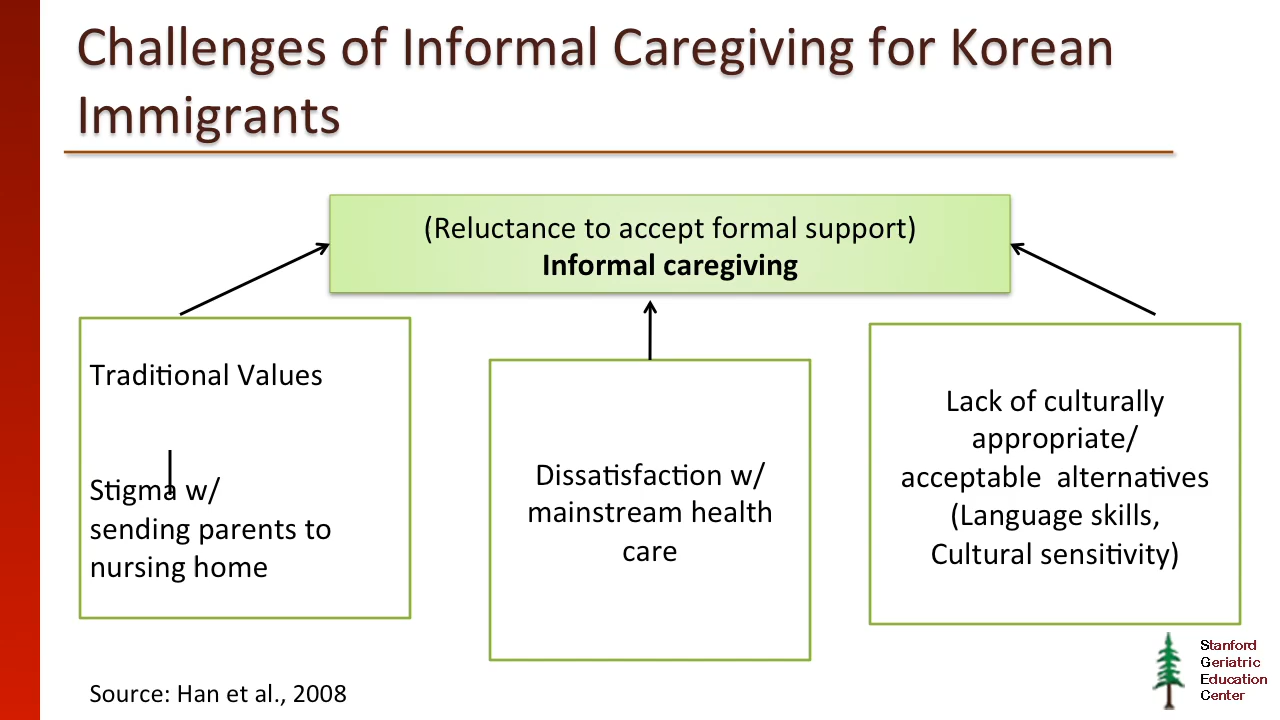 Challenges of Informal Caregiving for Korean
Immigrants
(Reluctance to accept formal support)
Informal caregiving
Traditional Values
Stigma w/
sending parents to
nursing home
Dissatisfaction w/
mainstream health
care
Lack of culturally
appropriate/
acceptable  alternatives
(Language skills,
Cultural sensitivity)
Source: Han et al., 2008
Stanford
Geriatric
Education
Center